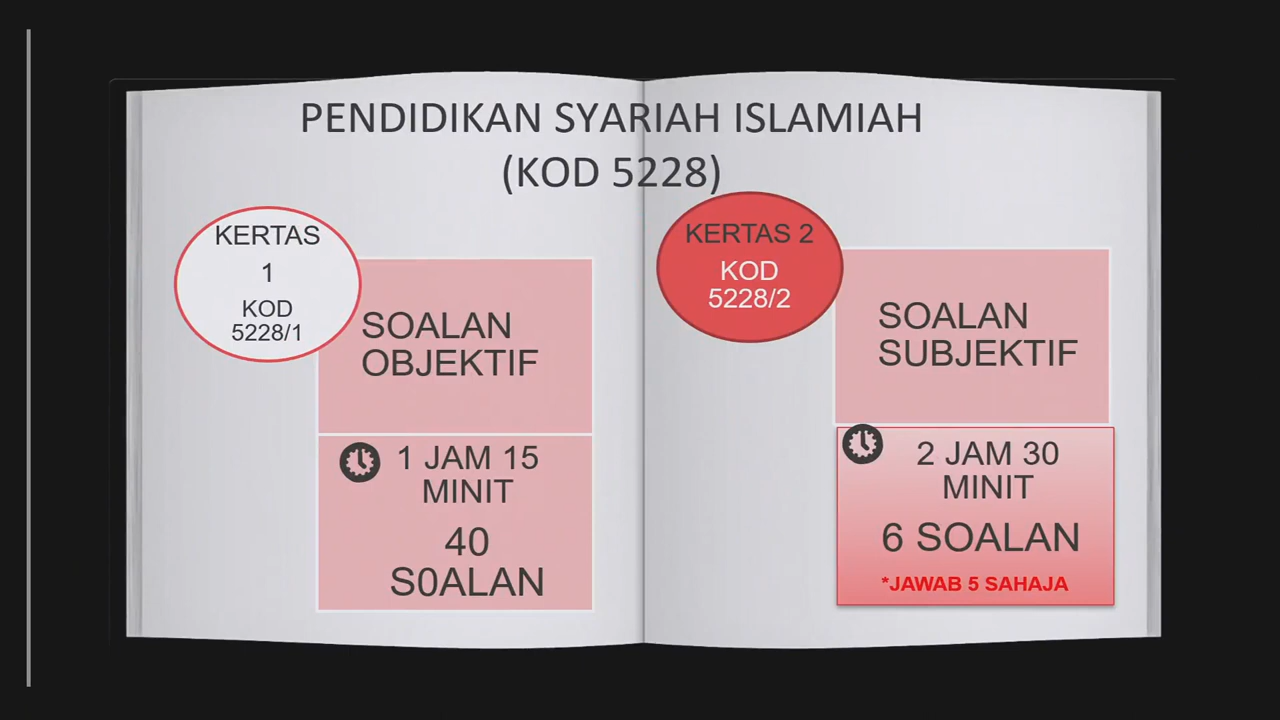 PENDIDIKAN SYARIAH ISLAMIAH
(KOD 5228)
KERTAS
1
KOD
5228/1
SOALAN
OBJEKTIF
1 JAM 15
MINIT
40
S0ALAN
KERTAS 2
KOD
5228/2
SOALAN
SUBJEKTIF
2 JAM 30
MINIT
6 SOALAN
*JAWAB 5 SAHAJA